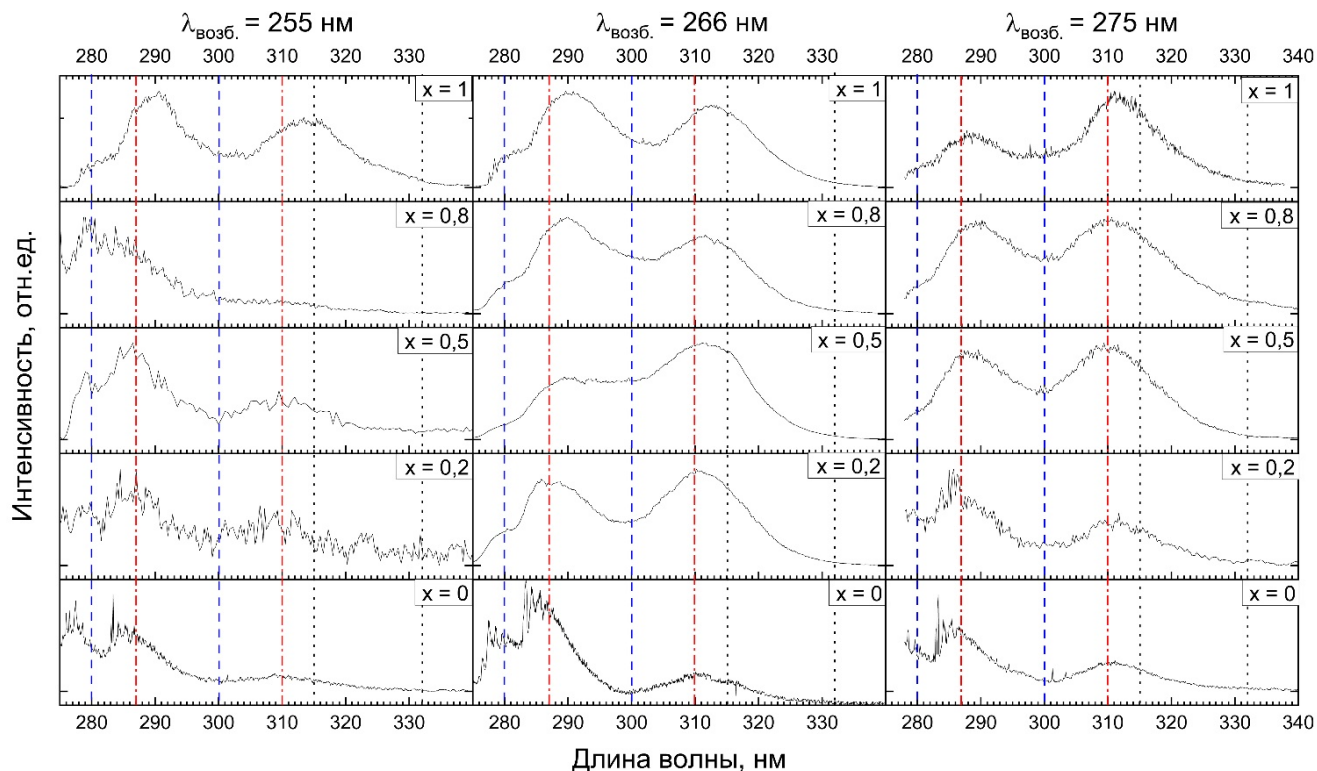 λвозб. = 255 нм λвозб. = 266 нм λвозб. = 275 нм
280 290 300 310 320 330 280 290 300 310 320 330 280 290 300 310 320 330 340
x = 1 x = 1 x = 1
x = 0,8 x = 0,8 x = 0,8
x = 0,5 x = 0,5 x = 0,5
x = 0,2 x = 0,2 x = 0,2
x = 0 x = 0 x = 0
Интенсивность, отн.ед.
280 290 300 310 320 330 280 290 300 310 320 330 280 290 300 310 320 330 340
Длина волны, нм